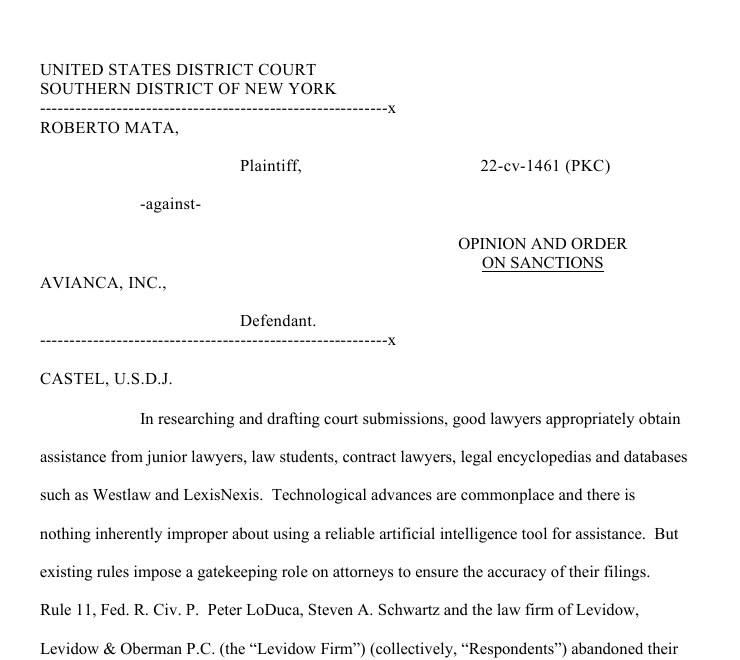 UNITED STATES DISTRICT COURT
SOUTHERN DISTRICT OF NEW YORK
-----------------------------------------------------------x
ROBERTO MATA,
Plaintiff, 22-cv-1461 (PKC)
-against-
OPINION AND ORDER
ON SANCTIONS
AVIANCA, INC.,
Defendant.
-----------------------------------------------------------x
CASTEL, U.S.D.J.
In researching and drafting court submissions, good lawyers appropriately obtain
assistance from junior lawyers, law students, contract lawyers, legal encyclopedias and databases
such as Westlaw and LexisNexis.  Technological advances are commonplace and there is
nothing inherently improper about using a reliable artificial intelligence tool for assistance.  But
existing rules impose a gatekeeping role on attorneys to ensure the accuracy of their filings.
Rule 11, Fed. R. Civ. P.  Peter LoDuca, Steven A. Schwartz and the law firm of Levidow,
Levidow & Oberman P.C. (the “Levidow Firm”) (collectively, “Respondents”) abandoned their